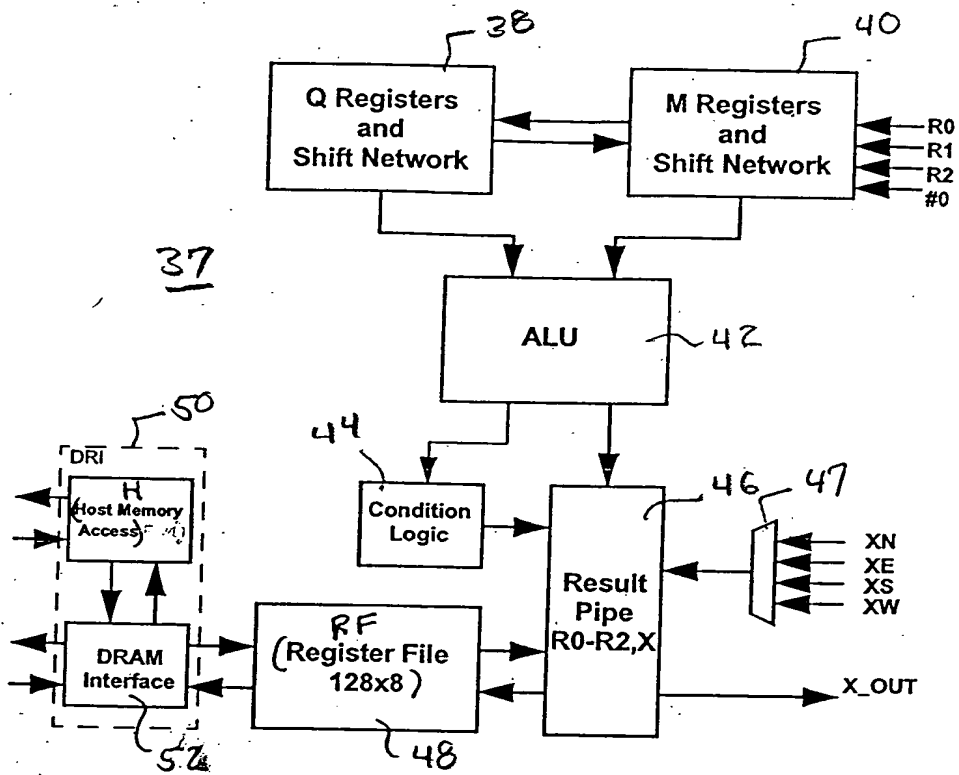 38
40
Q Registers
and
Shift Network
M Registers
and
Shift Network
R0
R1
R2
#0
37
ALU
42
50
44
DRI
H
(Host Memory
Access)
Condition
Logic
46
47
XN
XE
XS
XW
Result
Pipe
R0-R2,X
DRAM
Interface
RF
(Register File
128x8)
X_OUT
52
48